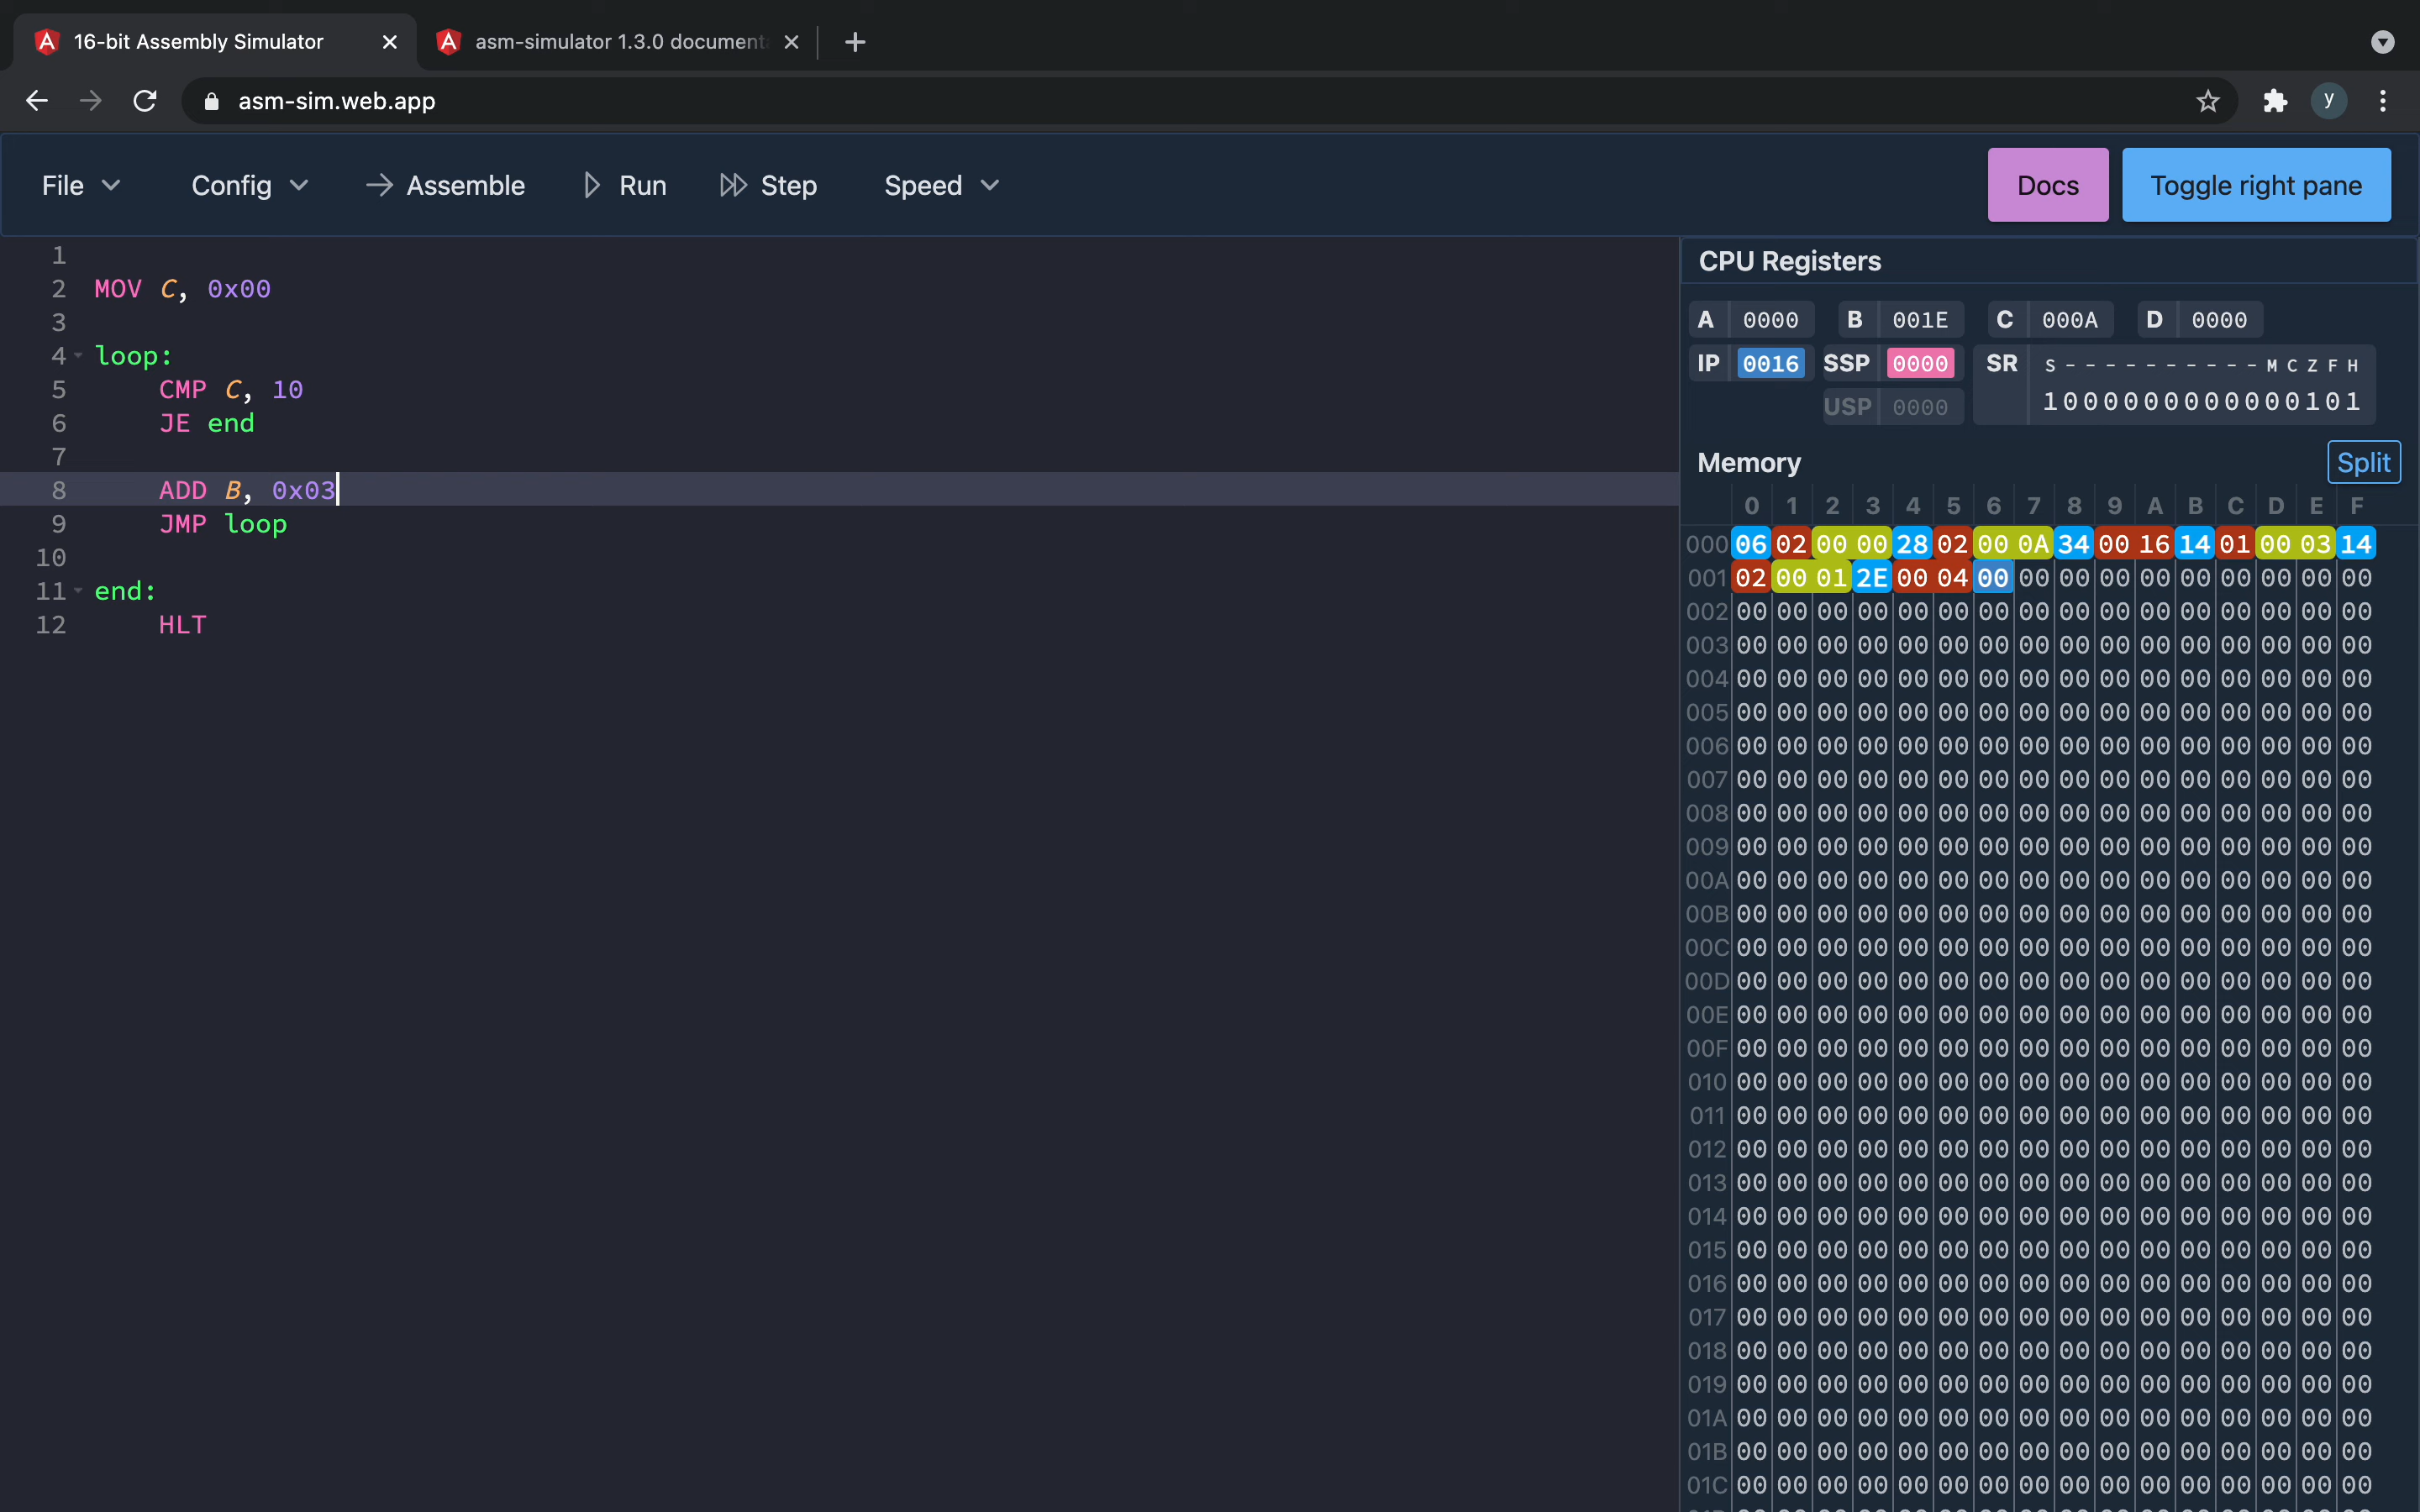 16-bit Assembly Simulator
asm-simulator 1.3.0 document
asm-sim.web.app
y
File
Config
Assemble
Run
Step
Speed
Docs
Toggle right pane
1
2 MOV C, 0x00
3
4 loop:
5 CMP C, 10
6 JE end
7
8 ADD B, 0x03
9 JMP loop
10
11 end:
12 HLT
CPU Registers
A 0000 B 001E C 000A D 0000
IP 0016 SSP 0000 SR S - - - - - - - - - - M C Z F H
USP 0000 1000000000000101
Memory Split
0 1 2 3 4 5 6 7 8 9 A B C D E F
000 06 02 00 00 28 02 00 0A 34 00 16 14 01 00 03 14
001 02 00 01 2E 00 04 00 00 00 00 00 00 00 00 00 00
002 00 00 00 00 00 00 00 00 00 00 00 00 00 00 00 00
003 00 00 00 00 00 00 00 00 00 00 00 00 00 00 00 00
004 00 00 00 00 00 00 00 00 00 00 00 00 00 00 00 00
005 00 00 00 00 00 00 00 00 00 00 00 00 00 00 00 00
006 00 00 00 00 00 00 00 00 00 00 00 00 00 00 00 00
007 00 00 00 00 00 00 00 00 00 00 00 00 00 00 00 00
008 00 00 00 00 00 00 00 00 00 00 00 00 00 00 00 00
009 00 00 00 00 00 00 00 00 00 00 00 00 00 00 00 00
00A 00 00 00 00 00 00 00 00 00 00 00 00 00 00 00 00
00B 00 00 00 00 00 00 00 00 00 00 00 00 00 00 00 00
00C 00 00 00 00 00 00 00 00 00 00 00 00 00 00 00 00
00D 00 00 00 00 00 00 00 00 00 00 00 00 00 00 00 00
00E 00 00 00 00 00 00 00 00 00 00 00 00 00 00 00 00
00F 00 00 00 00 00 00 00 00 00 00 00 00 00 00 00 00
010 00 00 00 00 00 00 00 00 00 00 00 00 00 00 00 00
011 00 00 00 00 00 00 00 00 00 00 00 00 00 00 00 00
012 00 00 00 00 00 00 00 00 00 00 00 00 00 00 00 00
013 00 00 00 00 00 00 00 00 00 00 00 00 00 00 00 00
014 00 00 00 00 00 00 00 00 00 00 00 00 00 00 00 00
015 00 00 00 00 00 00 00 00 00 00 00 00 00 00 00 00
016 00 00 00 00 00 00 00 00 00 00 00 00 00 00 00 00
017 00 00 00 00 00 00 00 00 00 00 00 00 00 00 00 00
018 00 00 00 00 00 00 00 00 00 00 00 00 00 00 00 00
019 00 00 00 00 00 00 00 00 00 00 00 00 00 00 00 00
01A 00 00 00 00 00 00 00 00 00 00 00 00 00 00 00 00
01B 00 00 00 00 00 00 00 00 00 00 00 00 00 00 00 00
01C 00 00 00 00 00 00 00 00 00 00 00 00 00 00 00 00